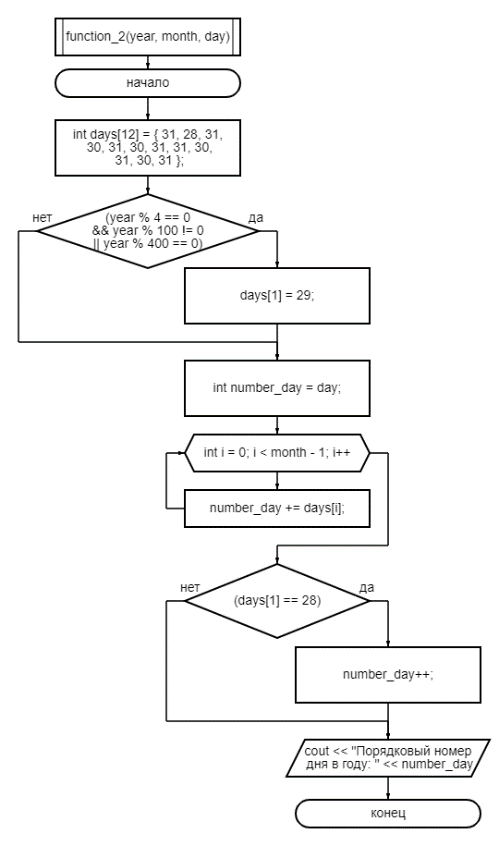 function_2(year, month, day)
начало
int days[12] = { 31, 28, 31,
30, 31, 30, 31, 31, 30,
31, 30, 31 };
нет
(year % 4 == 0
&& year % 100 != 0
|| year % 400 == 0)
да
days[1] = 29;
int number_day = day;
int i = 0; i < month - 1; i++
number_day += days[i];
нет
(days[1] == 28)
да
number_day++;
cout << "Порядковый номер
дня в году: " << number_day
конец